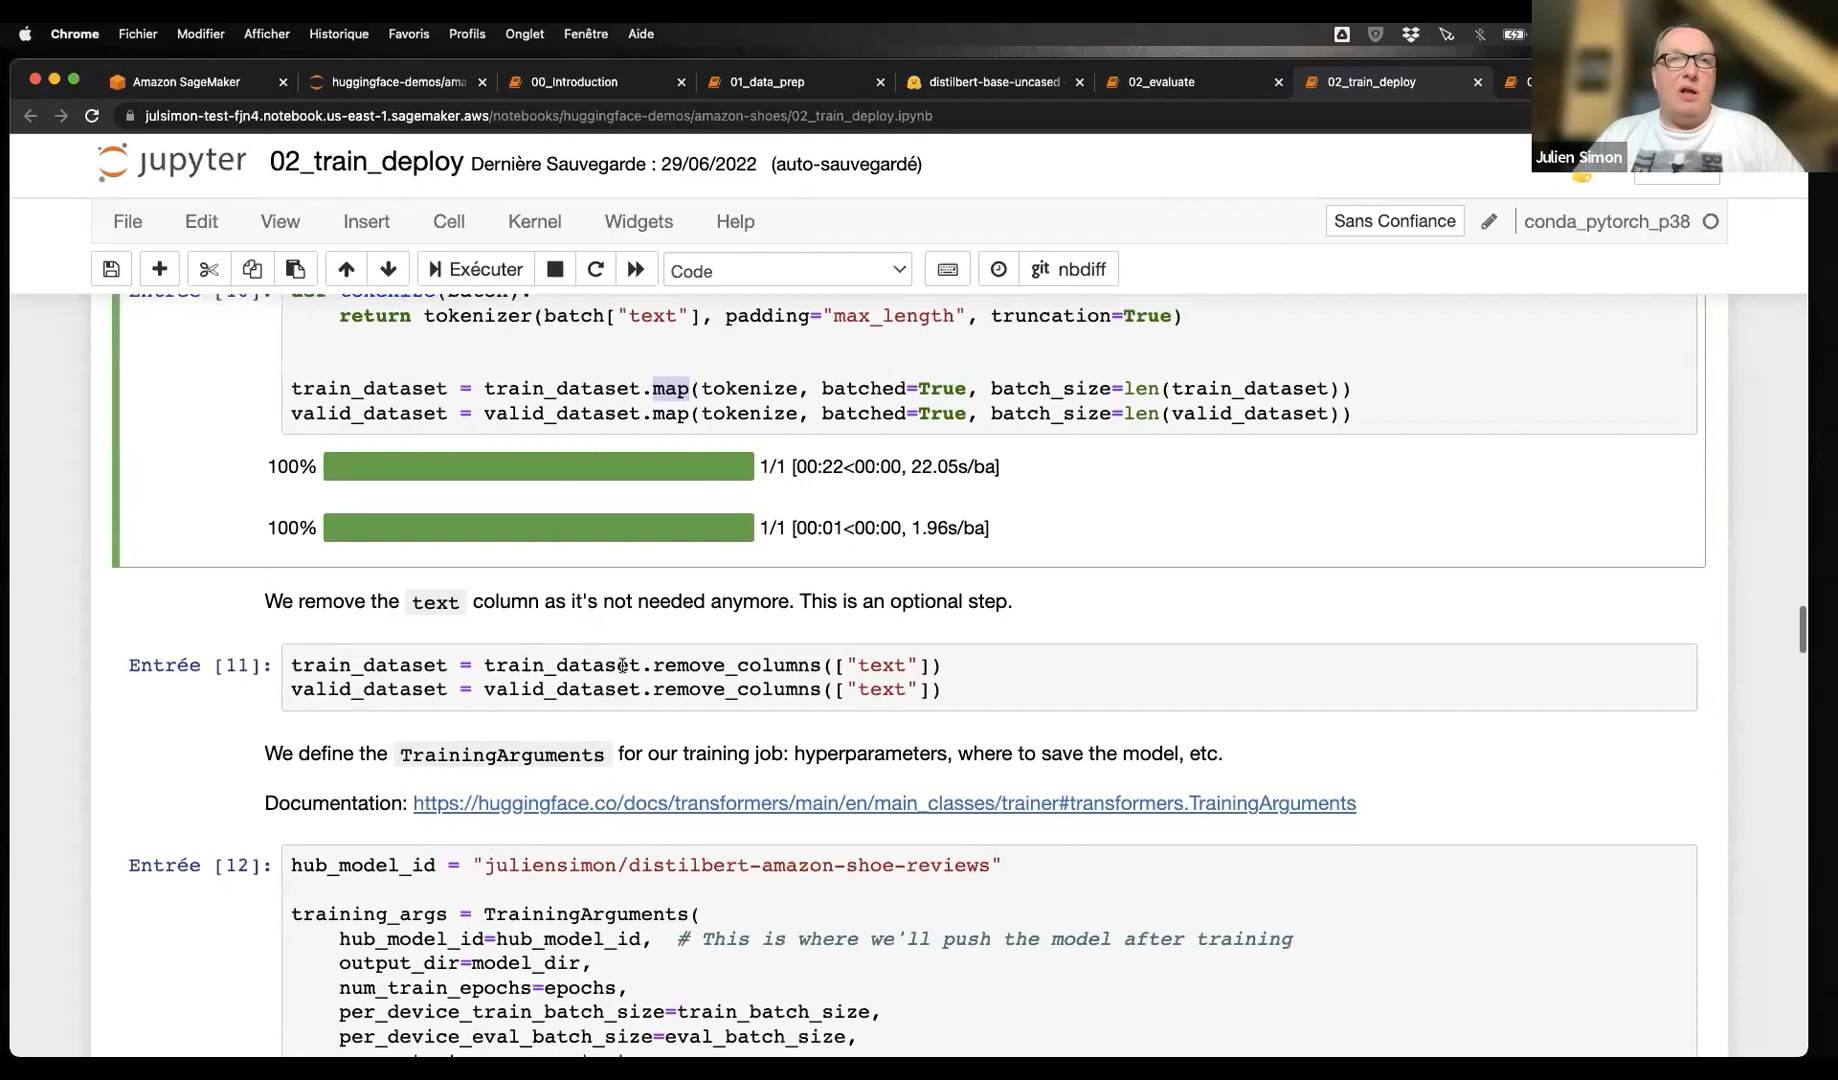 Chrome Fichier Modifier Afficher Historique Favoris Profils Onglet Fenêtre Aide
Amazon SageMaker huggingface-demos/ama 00_Introduction 01_data_prep distilbert-base-uncased 02_evaluate 02_train_deploy
julsimon-test-fjn4.notebook.us-east-1.sagemaker.aws/notebooks/huggingface-demos/amazon-shoes/02_train_deploy.ipynb
Julien Simon
jupyter 02_train_deploy Dernière Sauvegarde : 29/06/2022 (auto-sauvegardé)
File Edit View Insert Cell Kernel Widgets Help Sans Confiance conda_pytorch_p38
Exécuter Code git nbdiff
Entrée [10]: def tokenize(batch):
return tokenizer(batch["text"], padding="max_length", truncation=True)
train_dataset = train_dataset.map(tokenize, batched=True, batch_size=len(train_dataset))
valid_dataset = valid_dataset.map(tokenize, batched=True, batch_size=len(valid_dataset))
100% 1/1 [00:22<00:00, 22.05s/ba]
100% 1/1 [00:01<00:00, 1.96s/ba]
We remove the text column as it's not needed anymore. This is an optional step.
Entrée [11]: train_dataset = train_dataset.remove_columns(["text"])
valid_dataset = valid_dataset.remove_columns(["text"])
We define the TrainingArguments for our training job: hyperparameters, where to save the model, etc.
Documentation: https://huggingface.co/docs/transformers/main/en/main_classes/trainer#transformers.TrainingArguments
Entrée [12]: hub_model_id = "juliensimon/distilbert-amazon-shoe-reviews"
training_args = TrainingArguments(
hub_model_id=hub_model_id, # This is where we'll push the model after training
output_dir=model_dir,
num_train_epochs=epochs,
per_device_train_batch_size=train_batch_size,
per_device_eval_batch_size=eval_batch_size,